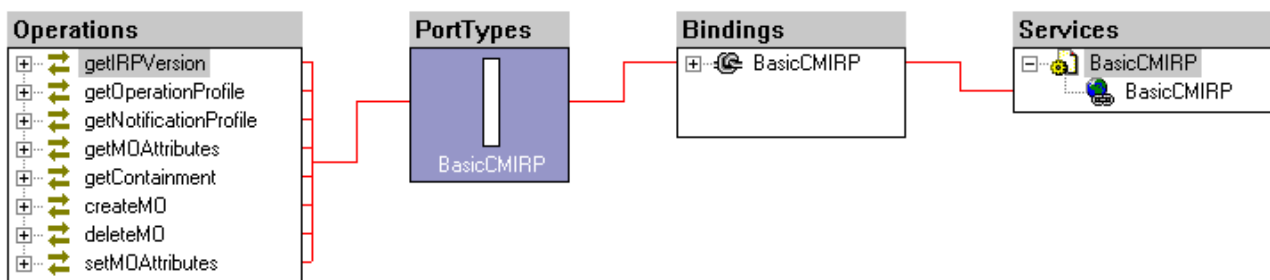 Operations
getIRPVersion
getOperationProfile
getNotificationProfile
getMOAttributes
getContainment
createMO
deleteMO
setMOAttributes
PortTypes
BasicCMIRP
Bindings
BasicCMIRP
Services
BasicCMIRP
BasicCMIRP